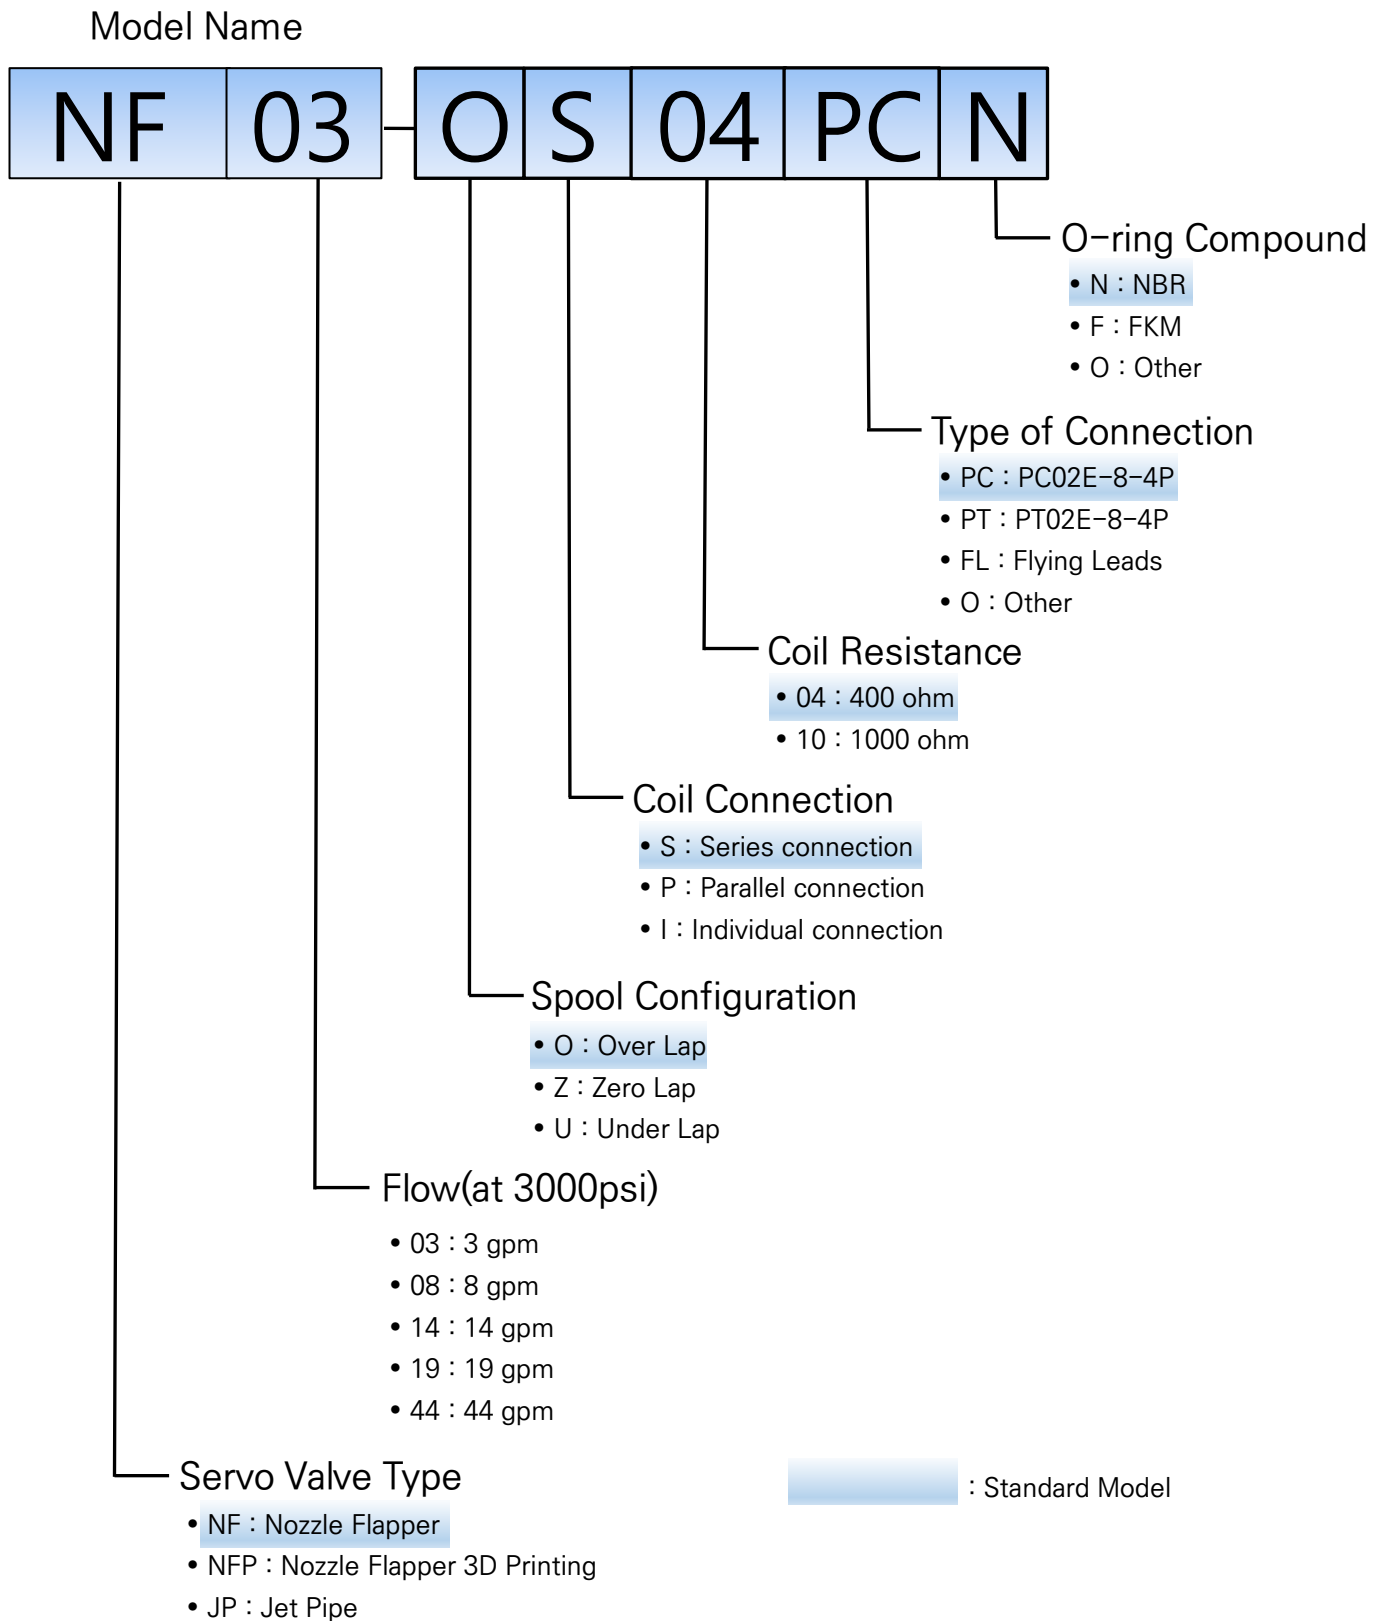 Model Name
NF 03 - O S 04 PC N
O-ring Compound
• N : NBR
• F : FKM
• O : Other
Type of Connection
• PC : PC02E-8-4P
• PT : PT02E-8-4P
• FL : Flying Leads
• O : Other
Coil Resistance
• 04 : 400 ohm
• 10 : 1000 ohm
Coil Connection
• S : Series connection
• P : Parallel connection
• I : Individual connection
Spool Configuration
• O : Over Lap
• Z : Zero Lap
• U : Under Lap
Flow(at 3000psi)
• 03 : 3 gpm
• 08 : 8 gpm
• 14 : 14 gpm
• 19 : 19 gpm
• 44 : 44 gpm
Servo Valve Type
• NF : Nozzle Flapper
• NFP : Nozzle Flapper 3D Printing
• JP : Jet Pipe
: Standard Model